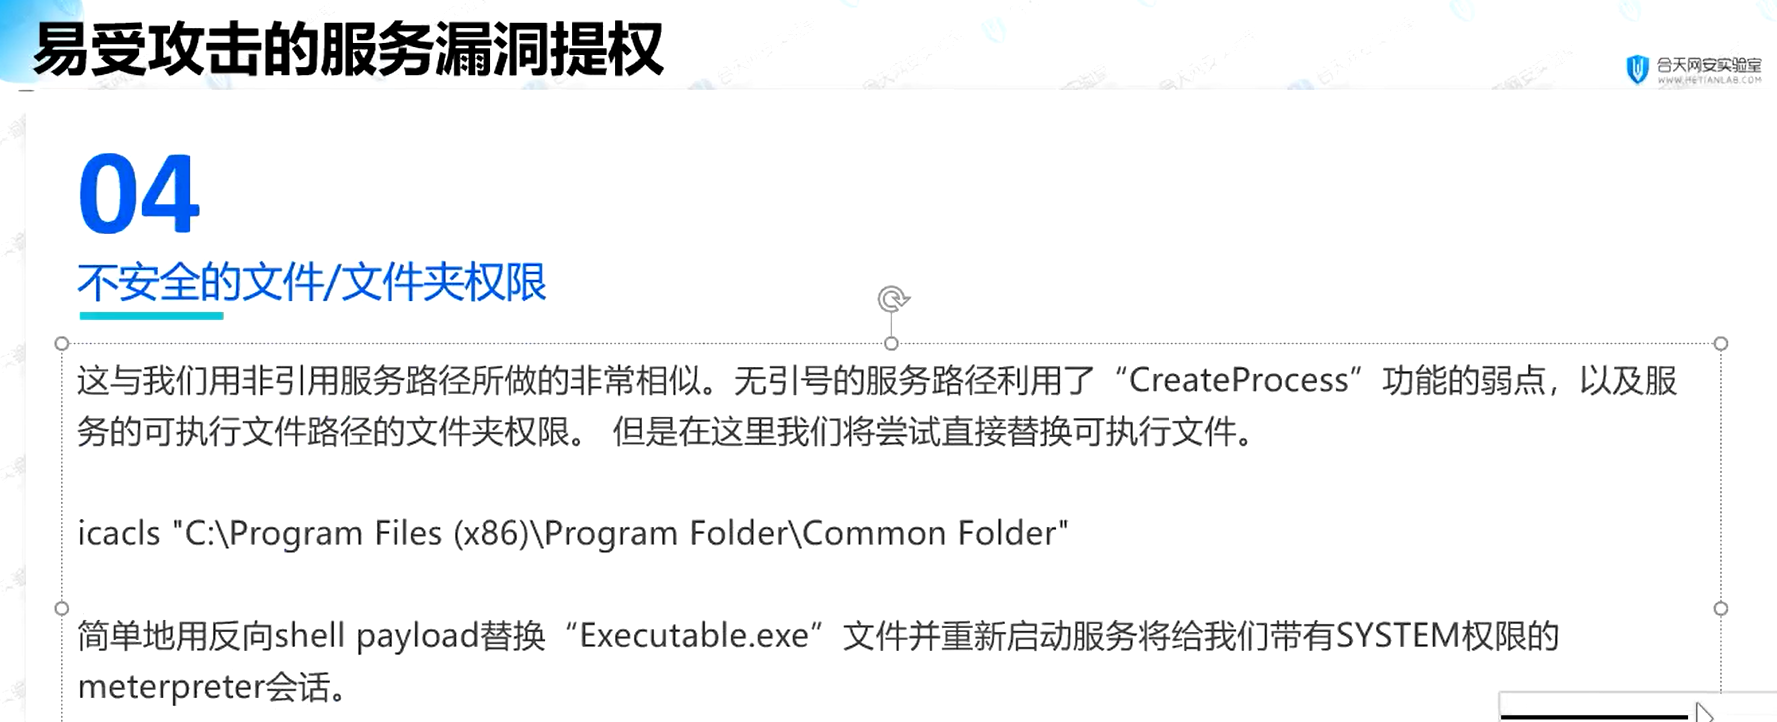 易受攻击的服务漏洞提权
合天网安实验室
WWW.HETIANLAB.COM
04
不安全的文件/文件夹权限
这与我们用非引用服务路径所做的非常相似。无引号的服务路径利用了“CreateProcess”功能的弱点，以及服
务的可执行文件路径的文件夹权限。 但是在这里我们将尝试直接替换可执行文件。
icacls "C:\Program Files (x86)\Program Folder\Common Folder"
简单地用反向shell payload替换“Executable.exe”文件并重新启动服务将给我们带有SYSTEM权限的
meterpreter会话。